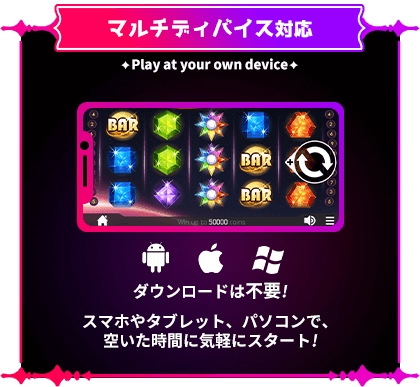 マルチディバイス対応
✦Play at your own device✦
BAR
BAR
BAR
Win up to 50000 coins
ダウンロードは不要!
スマホやタブレット、パソコンで、
空いた時間に気軽にスタート!